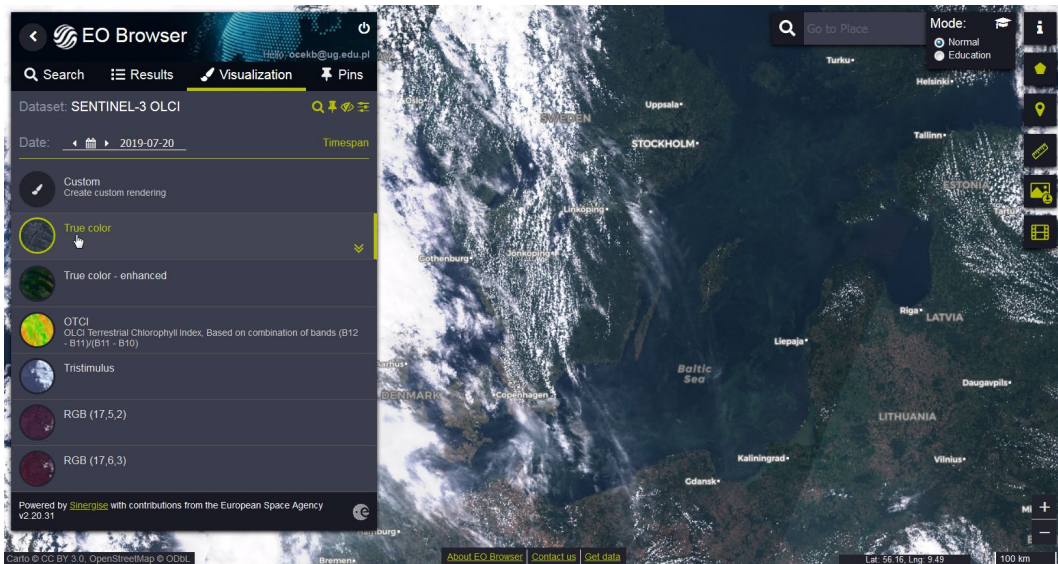 EO Browser
Hello, ocekb@ug.edu.pl
Search
Results
Visualization
Pins
Dataset: SENTINEL-3 OLCI
Date:
2019-07-20
Timespan
Custom
Create custom rendering
True color
True color - enhanced
OTCI
OLCI Terrestrial Chlorophyll Index, Based on combination of bands (B12
- B11)/(B11 - B10)
Tristimulus
RGB (17,5,2)
RGB (17,6,3)
Powered by Sinergise with contributions from the European Space Agency
v2.20.31
Carto © CC BY 3.0, OpenStreetMap © ODbL
Go to Place
Mode:
Normal
Education
Turku
Helsinki
Oslo
Uppsala
SWEDEN
STOCKHOLM
Tallinn
ESTONIA
Tartu
Linköping
Jönköping
Gothenburg
Riga
LATVIA
Liepaja
Baltic
Sea
Daugavpils
DENMARK
Copenhagen
LITHUANIA
Kaliningrad
Vilnius
Gdansk
Bremen
About EO Browser
Contact us
Get data
Lat: 56.16, Lng: 9.49
100 km